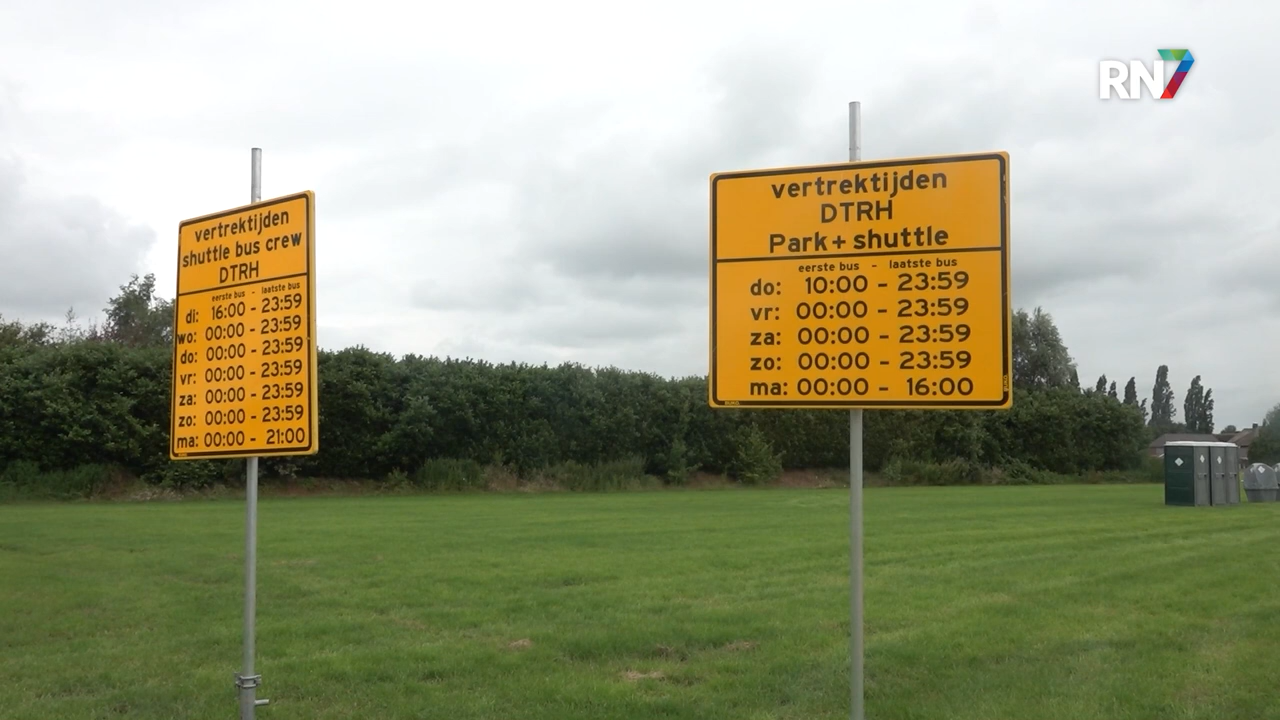 RN7
vertrektijden
shuttle bus crew
DTRH
eerste bus - laatste bus
di: 16:00 - 23:59
wo: 00:00 - 23:59
do: 00:00 - 23:59
vr: 00:00 - 23:59
za: 00:00 - 23:59
zo: 00:00 - 23:59
ma: 00:00 - 21:00
vertrektijden
DTRH
Park+ shuttle
eerste bus - laatste bus
do: 10:00 - 23:59
vr: 00:00 - 23:59
za: 00:00 - 23:59
zo: 00:00 - 23:59
ma: 00:00 - 16:00